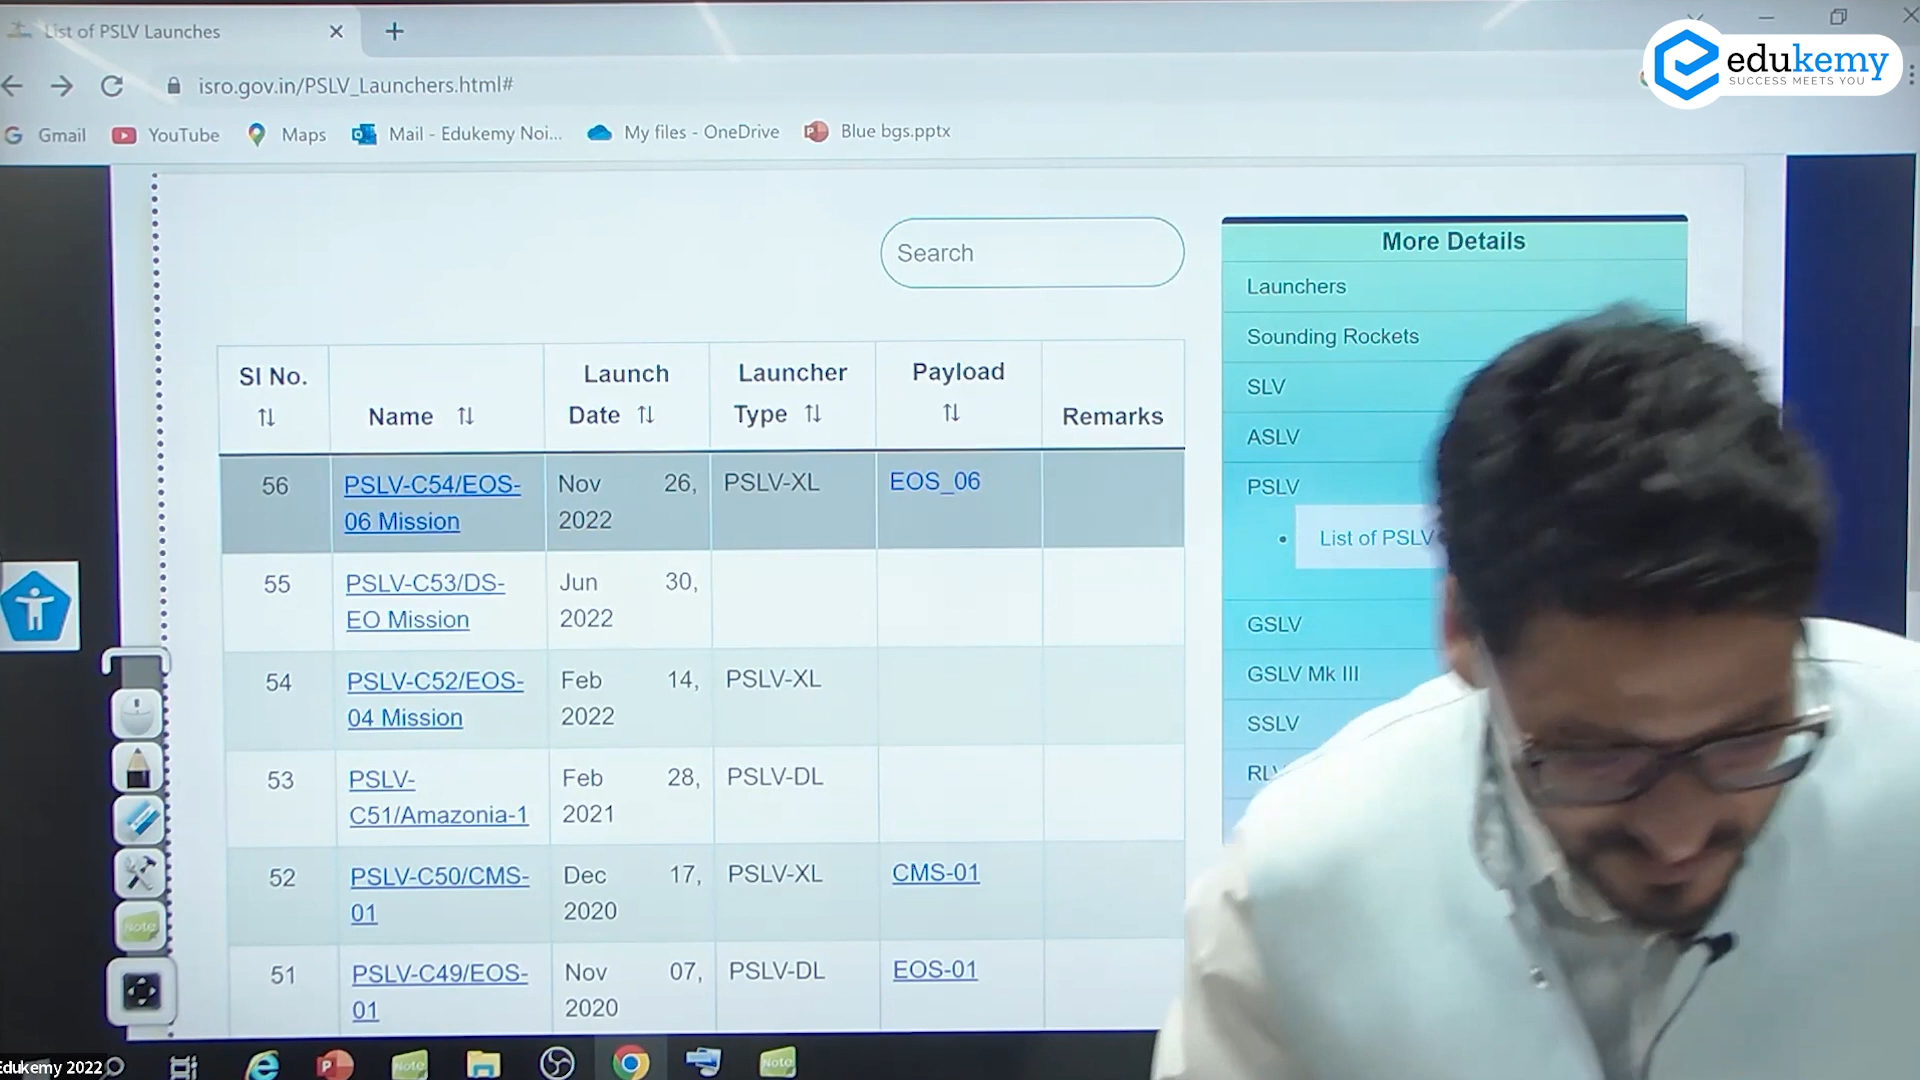 List of PSLV Launches
isro.gov.in/PSLV_Launchers.html#
Gmail YouTube Maps Mail - Edukemy Noi... My files - OneDrive Blue bgs.pptx
edukemy
SUCCESS MEETS YOU
Search
Sl No. Name Launch Date Launcher Type Payload Remarks
56 PSLV-C54/EOS-06 Mission Nov 26, 2022 PSLV-XL EOS_06
55 PSLV-C53/DS-EO Mission Jun 30, 2022
54 PSLV-C52/EOS-04 Mission Feb 14, 2022 PSLV-XL
53 PSLV-C51/Amazonia-1 Feb 28, 2021 PSLV-DL
52 PSLV-C50/CMS-01 Dec 17, 2020 PSLV-XL CMS-01
51 PSLV-C49/EOS-01 Nov 07, 2020 PSLV-DL EOS-01
More Details
Launchers
Sounding Rockets
SLV
ASLV
PSLV
List of PSLV
GSLV
GSLV Mk III
SSLV
Note
Note
Note
Edukemy 2022